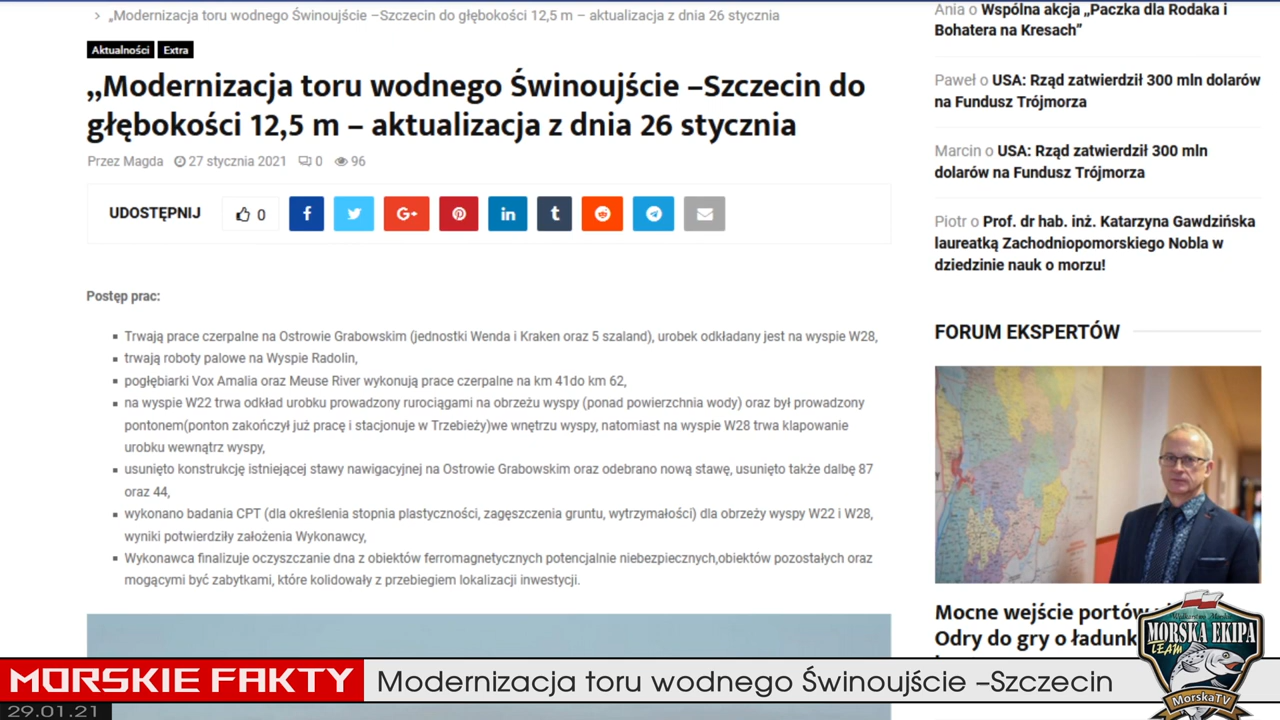 > „Modernizacja toru wodnego Świnoujście –Szczecin do głębokości 12,5 m – aktualizacja z dnia 26 stycznia
Aktualności Extra
„Modernizacja toru wodnego Świnoujście –Szczecin do
głębokości 12,5 m – aktualizacja z dnia 26 stycznia
Przez Magda 27 stycznia 2021 0 96
UDOSTĘPNIJ 0
Postęp prac:
Trwają prace czerpalne na Ostrowie Grabowskim (jednostki Wenda i Kraken oraz 5 szaland), urobek odkładany jest na wyspie W28,
trwają roboty palowe na Wyspie Radolin,
pogłębiarki Vox Amalia oraz Meuse River wykonują prace czerpalne na km 41do km 62,
na wyspie W22 trwa odkład urobku prowadzony rurociągami na obrzeżu wyspy (ponad powierzchnia wody) oraz był prowadzony
pontonem(ponton zakończył już pracę i stacjonuje w Trzebieży)we wnętrzu wyspy, natomiast na wyspie W28 trwa klapowanie
urobku wewnątrz wyspy,
usunięto konstrukcję istniejącej stawy nawigacyjnej na Ostrowie Grabowskim oraz odebrano nową stawę, usunięto także dalbę 87
oraz 44,
wykonano badania CPT (dla określenia stopnia plastyczności, zagęszczenia gruntu, wytrzymałości) dla obrzeży wyspy W22 i W28,
wyniki potwierdziły założenia Wykonawcy,
Wykonawca finalizuje oczyszczanie dna z obiektów ferromagnetycznych potencjalnie niebezpiecznych,obiektów pozostałych oraz
mogącymi być zabytkami, które kolidowały z przebiegiem lokalizacji inwestycji.
Ania o Wspólna akcja „Paczka dla Rodaka i
Bohatera na Kresach”
Paweł o USA: Rząd zatwierdził 300 mln dolarów
na Fundusz Trójmorza
Marcin o USA: Rząd zatwierdził 300 mln
dolarów na Fundusz Trójmorza
Piotr o Prof. dr hab. inż. Katarzyna Gawdzińska
laureatką Zachodniopomorskiego Nobla w
dziedzinie nauk o morzu!
FORUM EKSPERTÓW
Mocne wejście portów
Odry do gry o ładunk
MORSKA EKIPA
TEAM
MorskaTV
MORSKIE FAKTY
Modernizacja toru wodnego Świnoujście –Szczecin
29.01.21